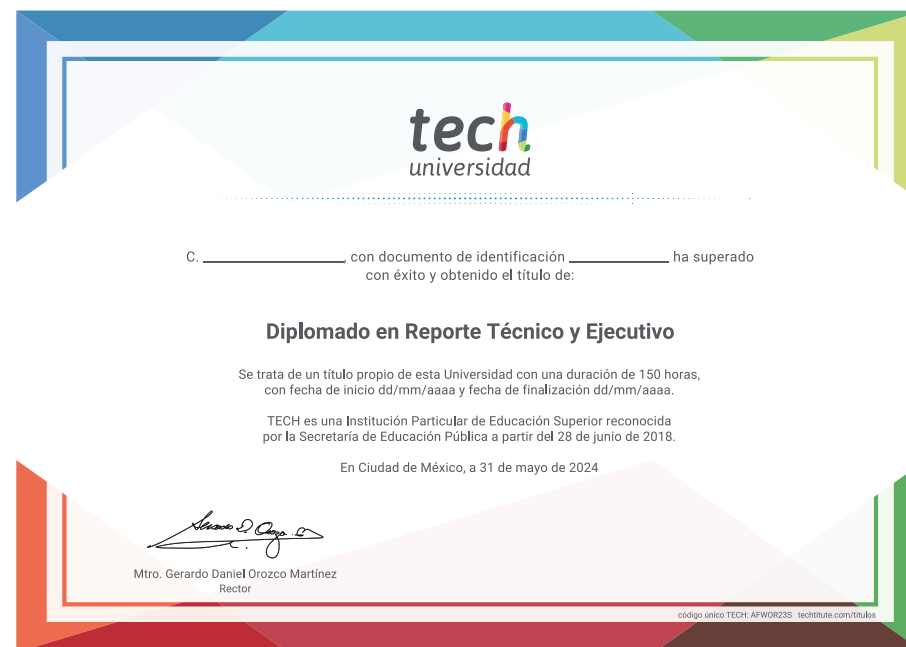 tech
universidad
C. ____________________, con documento de identificación ______________ ha superado
con éxito y obtenido el título de:
Diplomado en Reporte Técnico y Ejecutivo
Se trata de un título propio de esta Universidad con una duración de 150 horas,
con fecha de inicio dd/mm/aaaa y fecha de finalización dd/mm/aaaa.
TECH es una Institución Particular de Educación Superior reconocida
por la Secretaría de Educación Pública a partir del 28 de junio de 2018.
En Ciudad de México, a 31 de mayo de 2024
Mtro. Gerardo Daniel Orozco Martínez
Rector
código único TECH: AFWOR23S techtitute.com/titulos